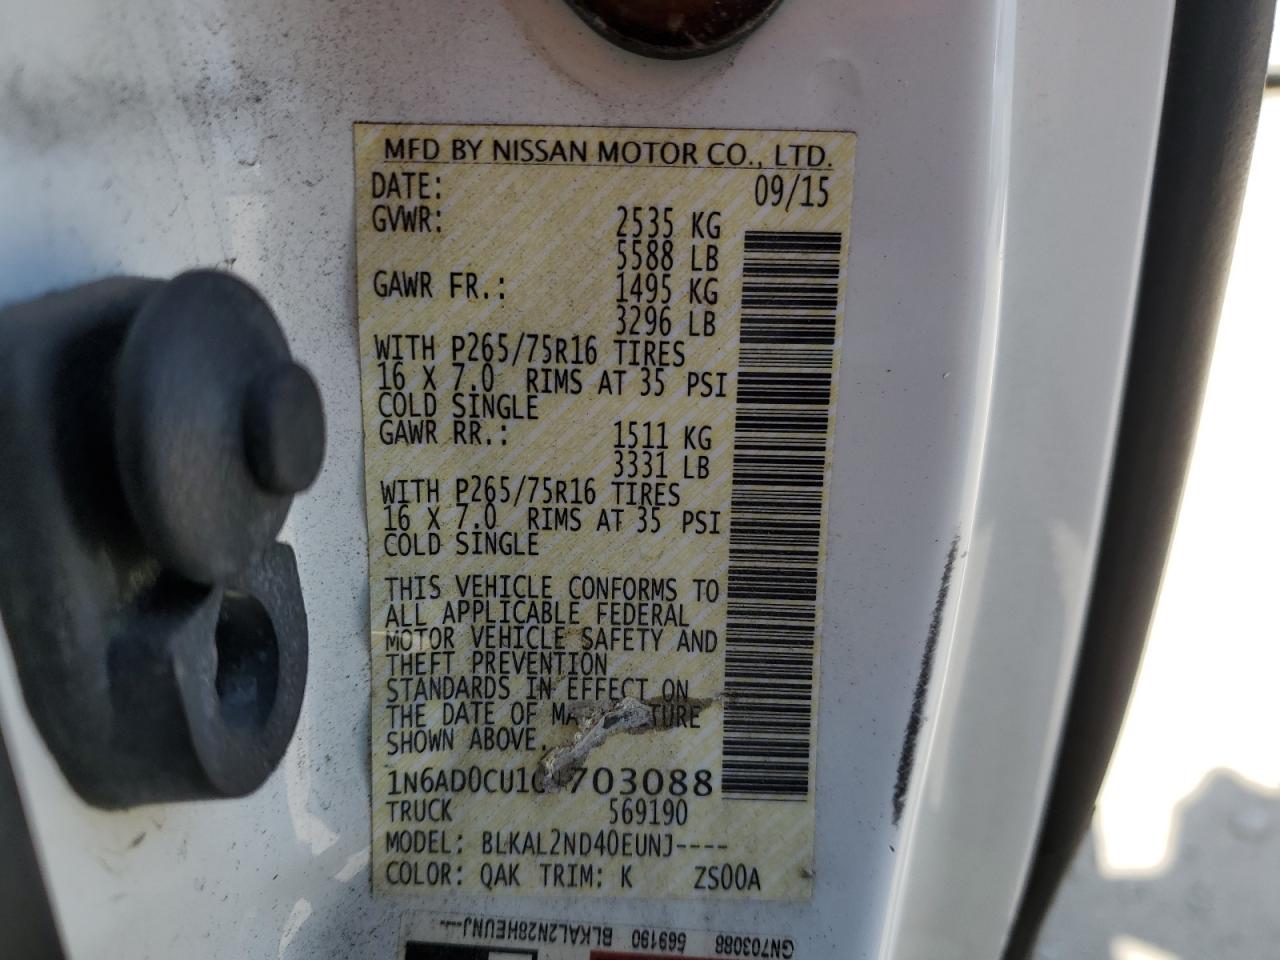 MFD BY NISSAN MOTOR CO., LTD.
DATE: 09/15
GVWR: 2535 KG
5588 LB
GAWR FR.: 1495 KG
3296 LB
WITH P265/75R16 TIRES
16 X 7.0 RIMS AT 35 PSI
COLD SINGLE
GAWR RR.: 1511 KG
3331 LB
WITH P265/75R16 TIRES
16 X 7.0 RIMS AT 35 PSI
COLD SINGLE
THIS VEHICLE CONFORMS TO
ALL APPLICABLE FEDERAL
MOTOR VEHICLE SAFETY AND
THEFT PREVENTION
STANDARDS IN EFFECT ON
THE DATE OF
SHOWN ABOVE.
TRUCK 569190
MODEL: BLKAL2ND40EUNJ----
COLOR: QAK TRIM: K ZS00A
GN703088 569190 BLKAL2N28HEUNJ----